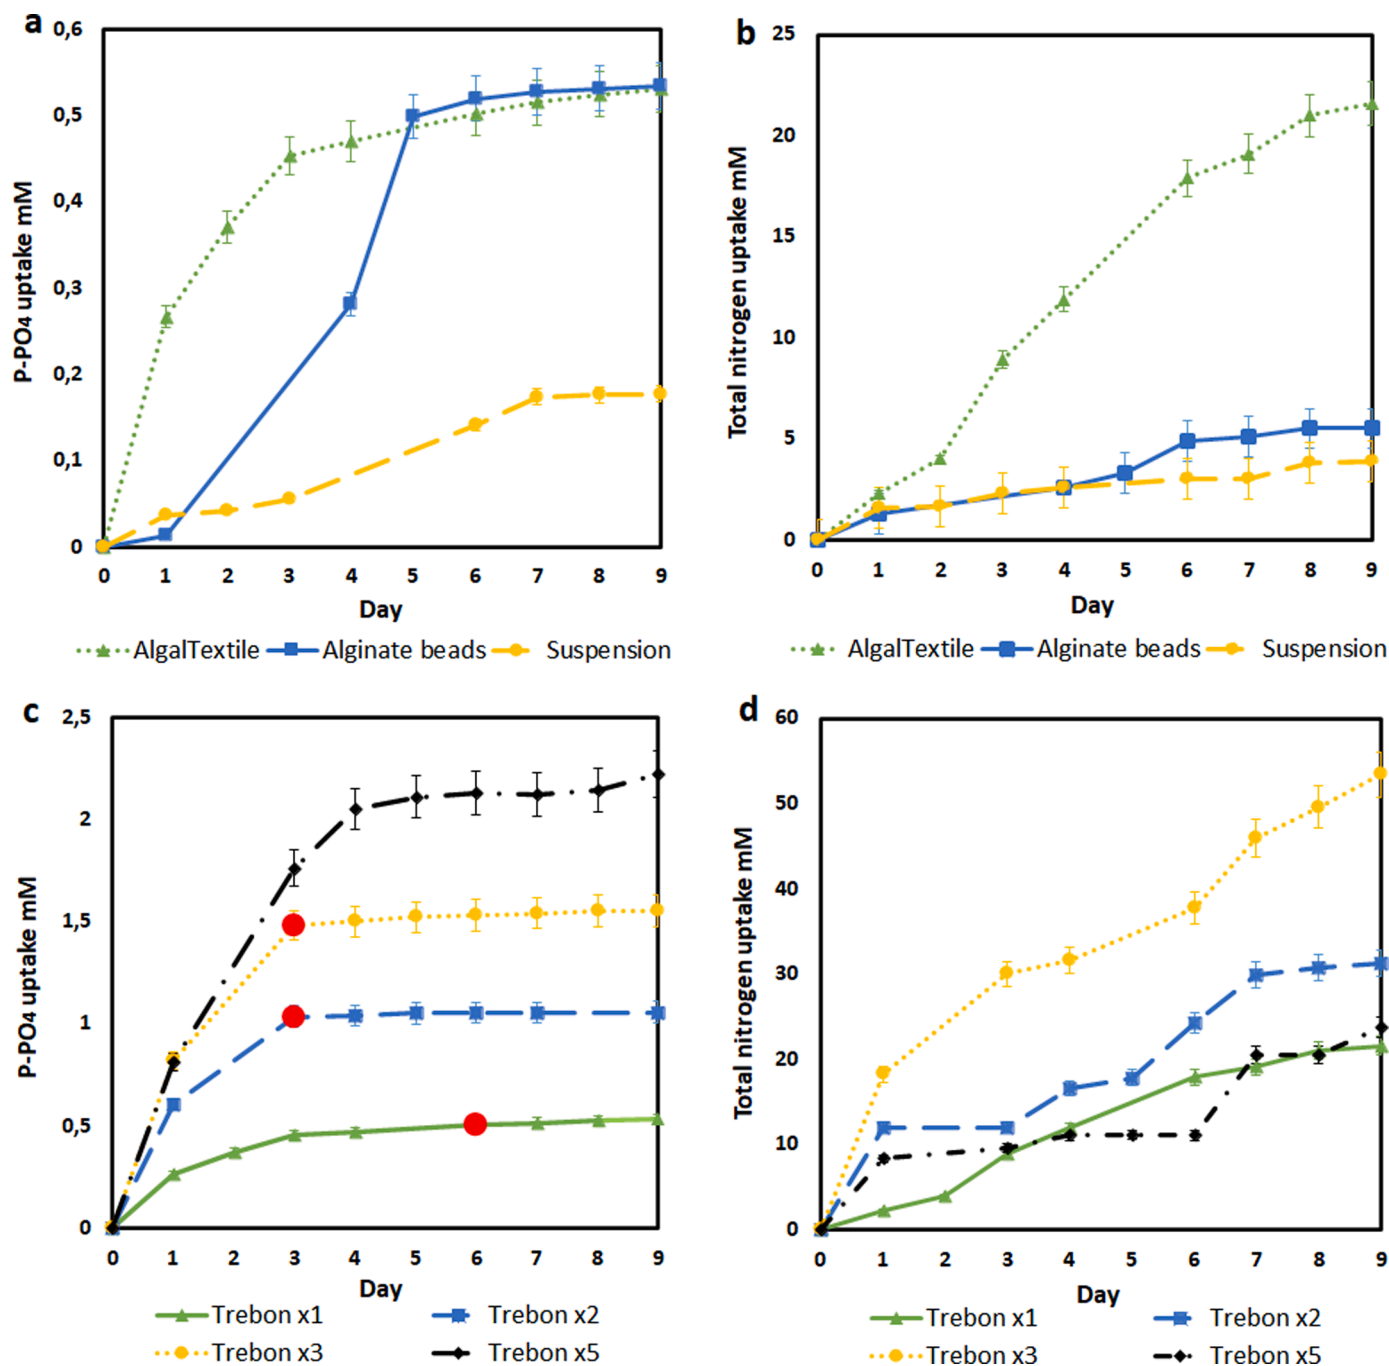 a
0,6
0,5
0,4
0,3
0,2
0,1
0
P-PO4 uptake mM
0 1 2 3 4 5 6 7 8 9
Day
AlgalTextile Alginate beads Suspension
b
25
20
15
10
5
0
Total nitrogen uptake mM
0 1 2 3 4 5 6 7 8 9
Day
AlgalTextile Alginate beads Suspension
c
2,5
2
1,5
1
0,5
0
P-PO4 uptake mM
0 1 2 3 4 5 6 7 8 9
Day
Trebon x1 Trebon x2
Trebon x3 Trebon x5
d
60
50
40
30
20
10
0
Total nitrogen uptake mM
0 1 2 3 4 5 6 7 8 9
Day
Trebon x1 Trebon x2
Trebon x3 Trebon x5